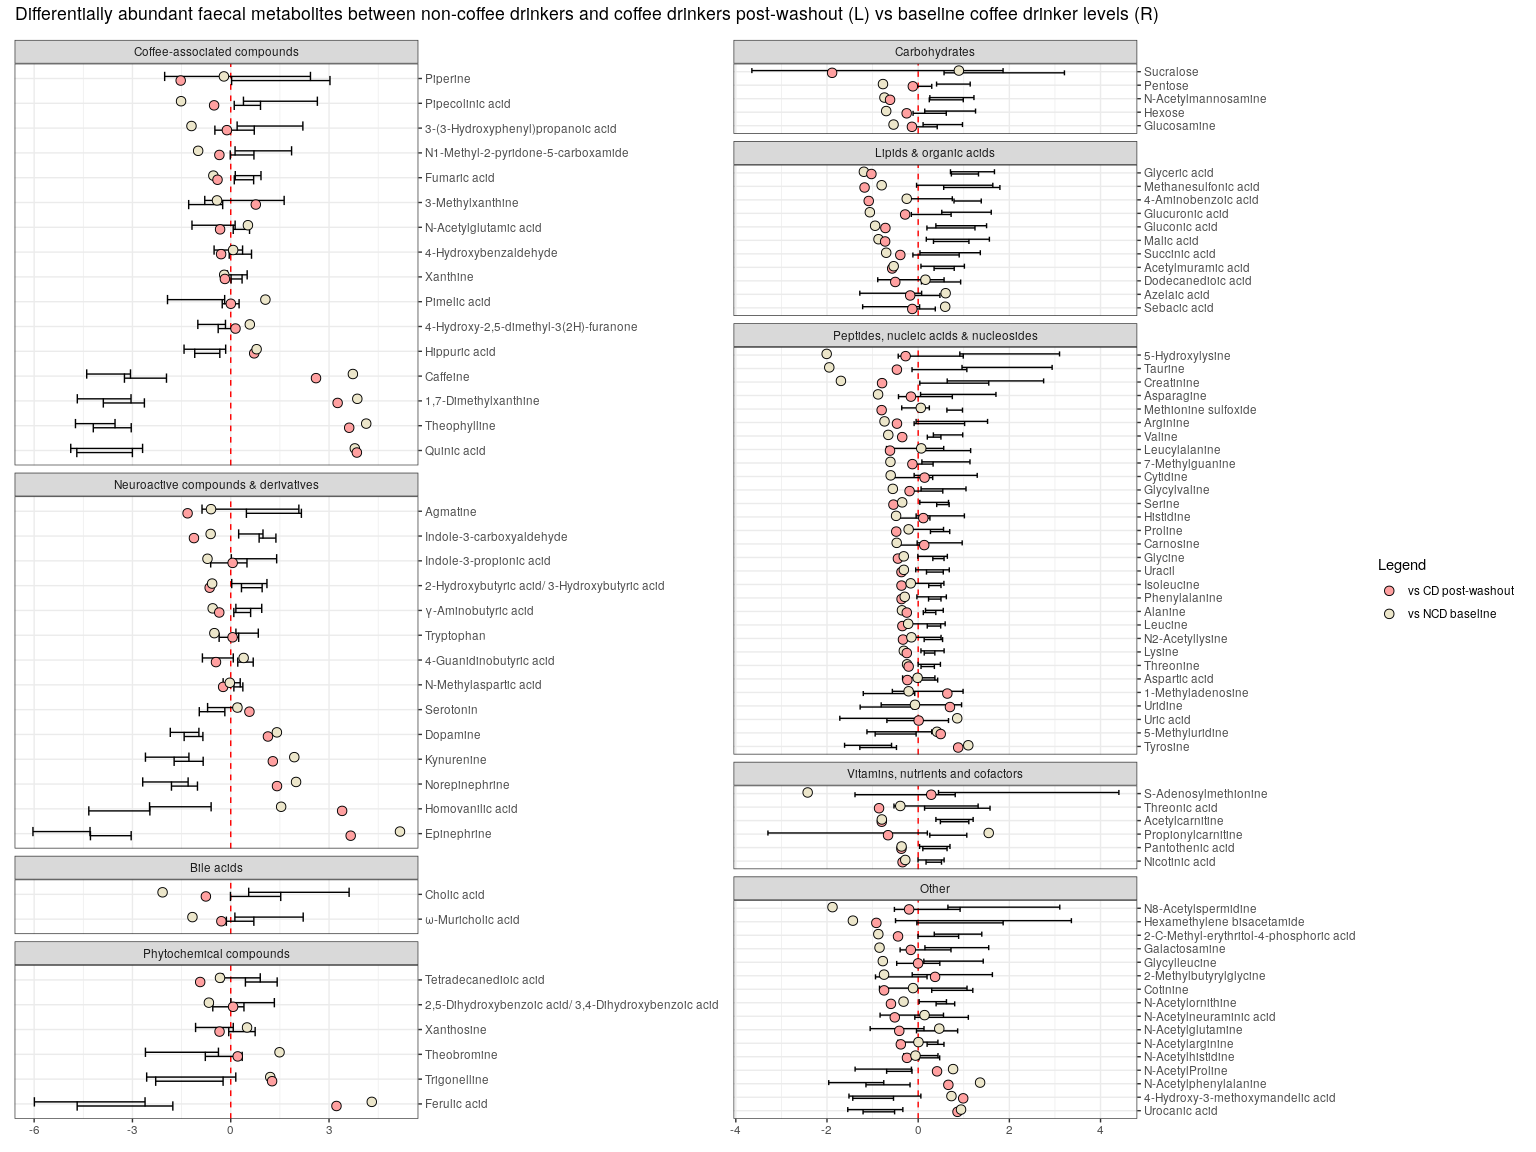 Differentially abundant faecal metabolites between non-coffee drinkers and coffee drinkers post-washout (L) vs baseline coffee drinker levels (R)
Coffee-associated compounds
Piperine
Pipecolinic acid
3-(3-Hydroxyphenyl)propanoic acid
N1-Methyl-2-pyridone-5-carboxamide
Fumaric acid
3-Methylxanthine
N-Acetylglutamic acid
4-Hydroxybenzaldehyde
Xanthine
Pimelic acid
4-Hydroxy-2,5-dimethyl-3(2H)-furanone
Hippuric acid
Caffeine
1,7-Dimethylxanthine
Theophylline
Quinic acid
Neuroactive compounds & derivatives
Agmatine
Indole-3-carboxyaldehyde
Indole-3-propionic acid
2-Hydroxybutyric acid/ 3-Hydroxybutyric acid
γ-Aminobutyric acid
Tryptophan
4-Guanidinobutyric acid
N-Methylaspartic acid
Serotonin
Dopamine
Kynurenine
Norepinephrine
Homovanilic acid
Epinephrine
Bile acids
Cholic acid
ω-Muricholic acid
Phytochemical compounds
Tetradecanedioic acid
2,5-Dihydroxybenzoic acid/ 3,4-Dihydroxybenzoic acid
Xanthosine
Theobromine
Trigonelline
Ferulic acid
-6 -3 0 3
Carbohydrates
Sucralose
Pentose
N-Acetylmannosamine
Hexose
Glucosamine
Lipids & organic acids
Glyceric acid
Methanesulfonic acid
4-Aminobenzoic acid
Glucuronic acid
Gluconic acid
Malic acid
Succinic acid
Acetylmuramic acid
Dodecanedioic acid
Azelaic acid
Sebacic acid
Peptides, nucleic acids & nucleosides
5-Hydroxylysine
Taurine
Creatinine
Asparagine
Methionine sulfoxide
Arginine
Valine
Leucylalanine
7-Methylguanine
Cytidine
Glycylvaline
Serine
Histidine
Proline
Carnosine
Glycine
Uracil
Isoleucine
Phenylalanine
Alanine
Leucine
N2-Acetyllysine
Lysine
Threonine
Aspartic acid
1-Methyladenosine
Uridine
Uric acid
5-Methyluridine
Tyrosine
Vitamins, nutrients and cofactors
S-Adenosylmethionine
Threonic acid
Acetylcarnitine
Propionylcarnitine
Pantothenic acid
Nicotinic acid
Other
N8-Acetylspermidine
Hexamethylene bisacetamide
2-C-Methyl-erythritol-4-phosphoric acid
Galactosamine
Glycylleucine
2-Methylbutyrylglycine
Cotinine
N-Acetylornithine
N-Acetylneuraminic acid
N-Acetylglutamine
N-Acetylarginine
N-Acetylhistidine
N-AcetylProline
N-Acetylphenylalanine
4-Hydroxy-3-methoxymandelic acid
Urocanic acid
-4 -2 0 2 4
Legend
vs CD post-washout
vs NCD baseline